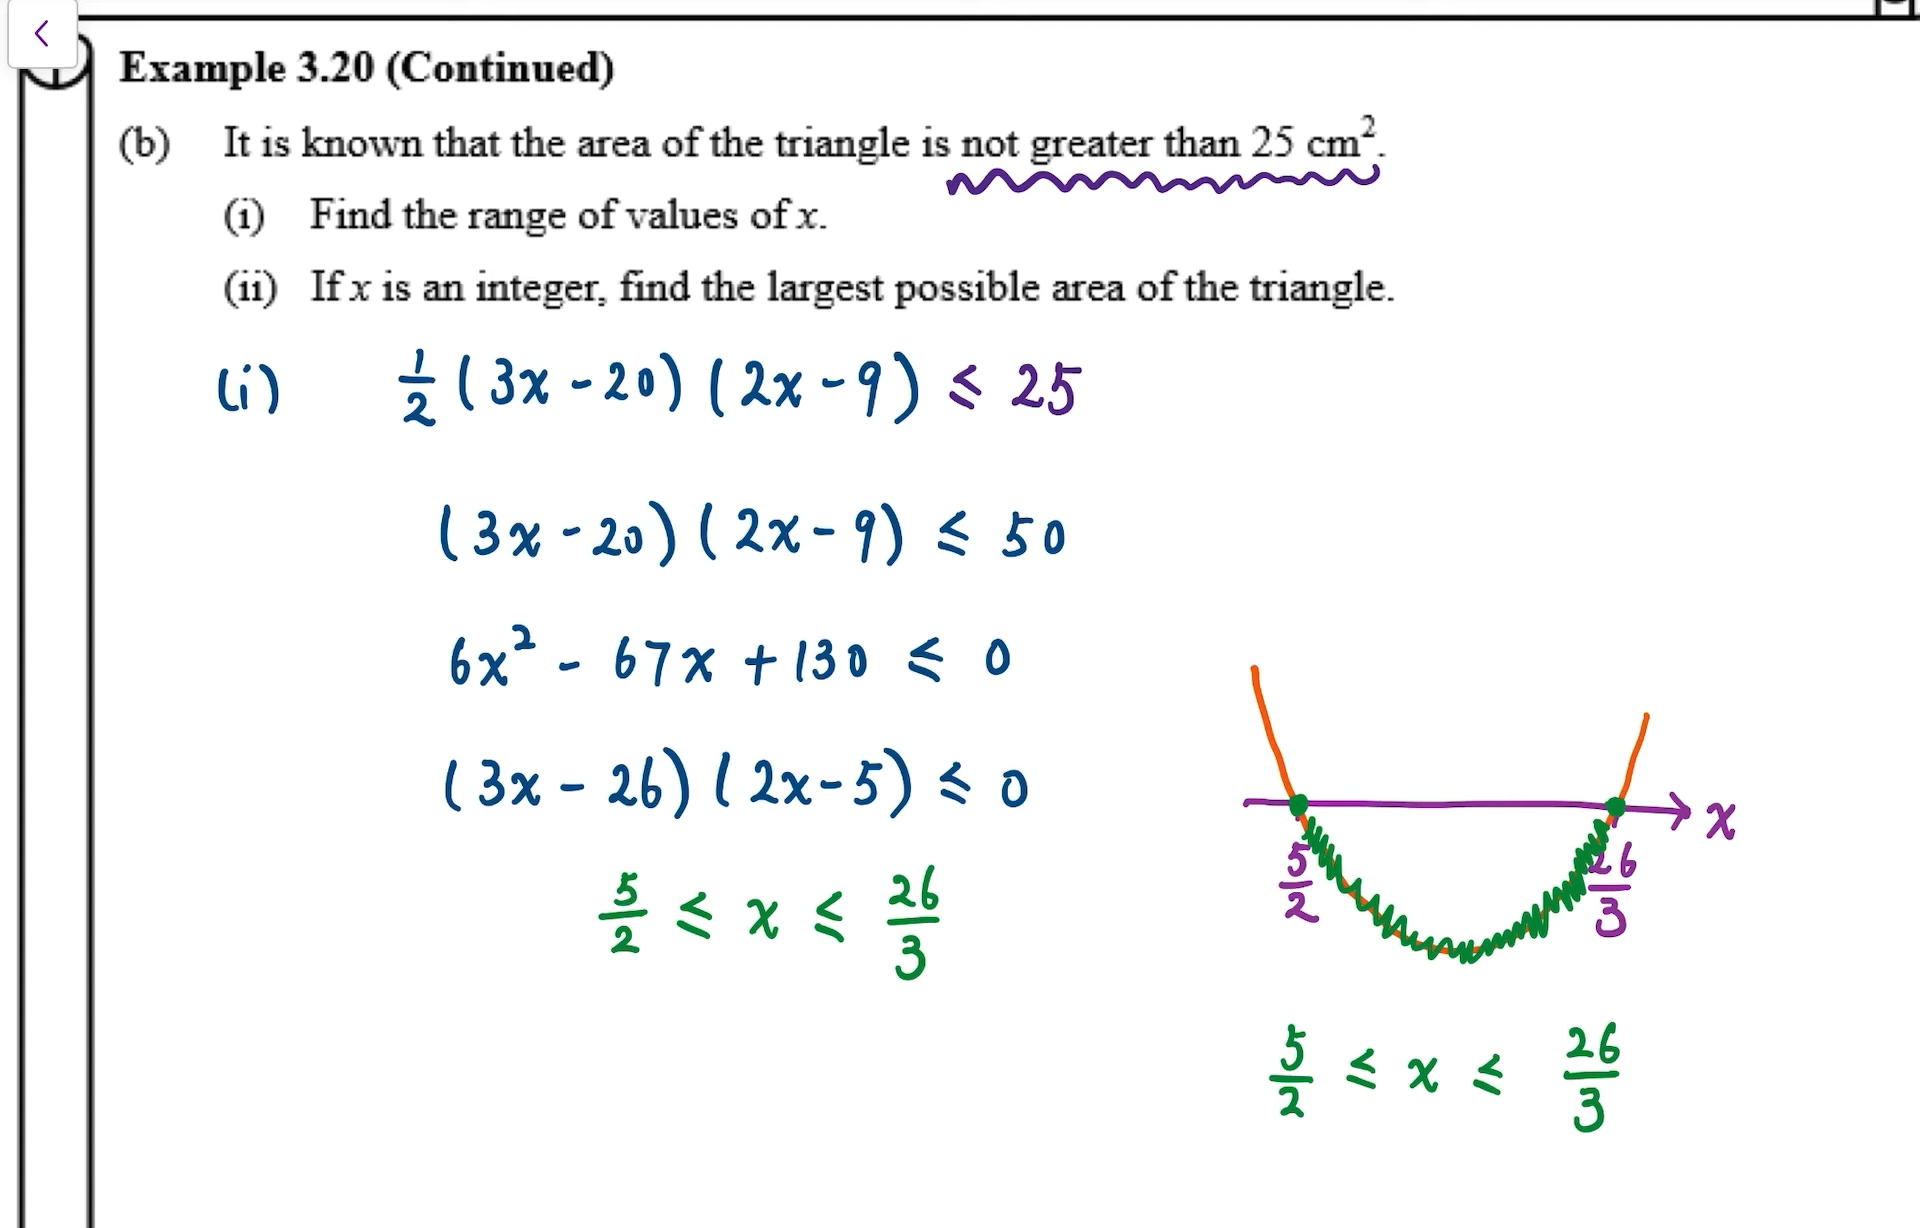 Example 3.20 (Continued)
(b) It is known that the area of the triangle is not greater than 25 cm².
(i) Find the range of values of x.
(ii) If x is an integer, find the largest possible area of the triangle.
(i) 1/2 (3x - 20) (2x - 9) ≤ 25
(3x - 20) (2x - 9) ≤ 50
6x² - 67x + 130 ≤ 0
(3x - 26) (2x - 5) ≤ 0
5/2 ≤ x ≤ 26/3
x
5/2 26/3
5/2 ≤ x ≤ 26/3